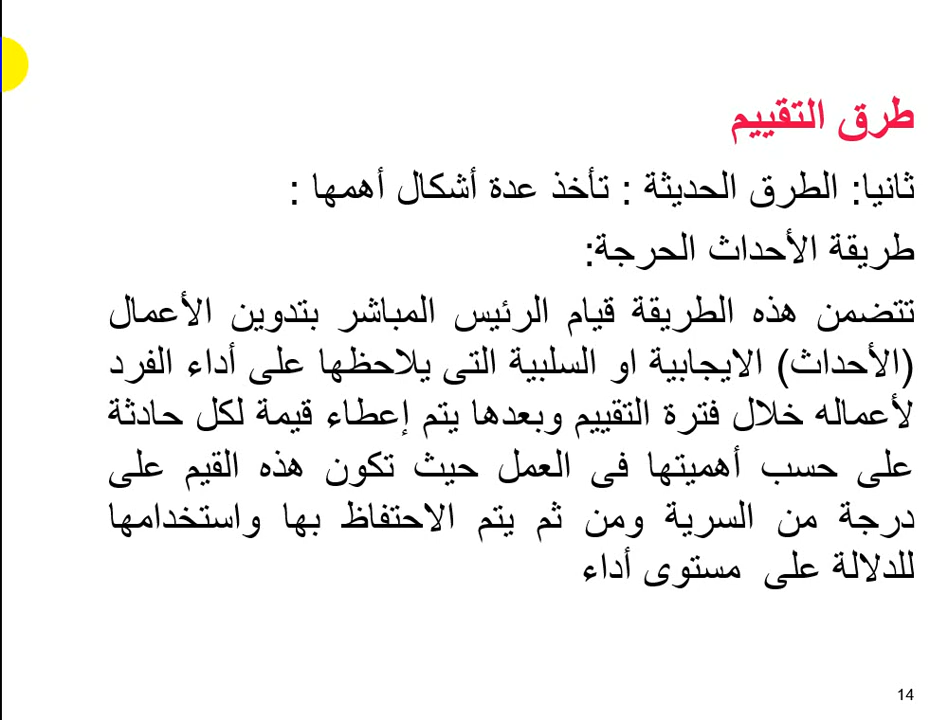 طرق التقييم
ثانيا: الطرق الحديثة : تأخذ عدة أشكال أهمها :
طريقة الأحداث الحرجة:
تتضمن هذه الطريقة قيام الرئيس المباشر بتدوين الأعمال
(الأحداث) الايجابية او السلبية التى يلاحظها على أداء الفرد
لأعماله خلال فترة التقييم وبعدها يتم إعطاء قيمة لكل حادثة
على حسب أهميتها فى العمل حيث تكون هذه القيم على
درجة من السرية ومن ثم يتم الاحتفاظ بها واستخدامها
للدلالة على مستوى أداء
14